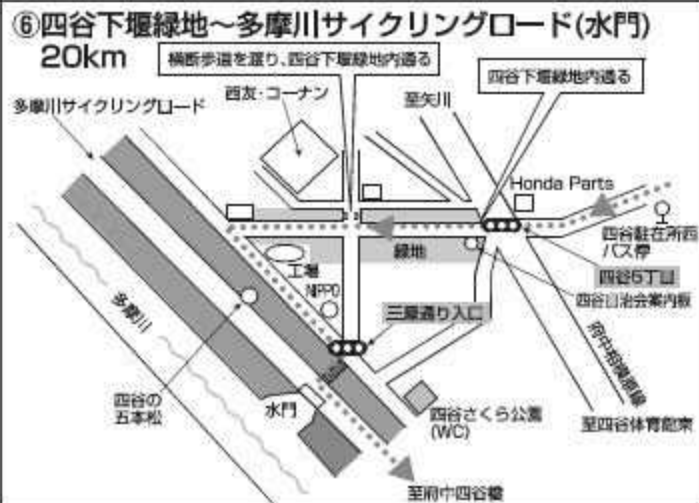 ⑥四谷下堰緑地～多摩川サイクリングロード(水門)
20km
横断歩道を渡り、四谷下堰緑地内通る
四谷下堰緑地内通る
多摩川サイクリングロード
西友・コーナン
至矢川
Honda Parts
四谷駐在所西
バス停
緑地
四谷6丁目
工場
NIPPO
四谷自治会案内板
三屋通り入口
多摩川
府中相模原線
四谷の
五本松
水門
四谷さくら公園
(WC)
至四谷体育館東
至府中四谷橋